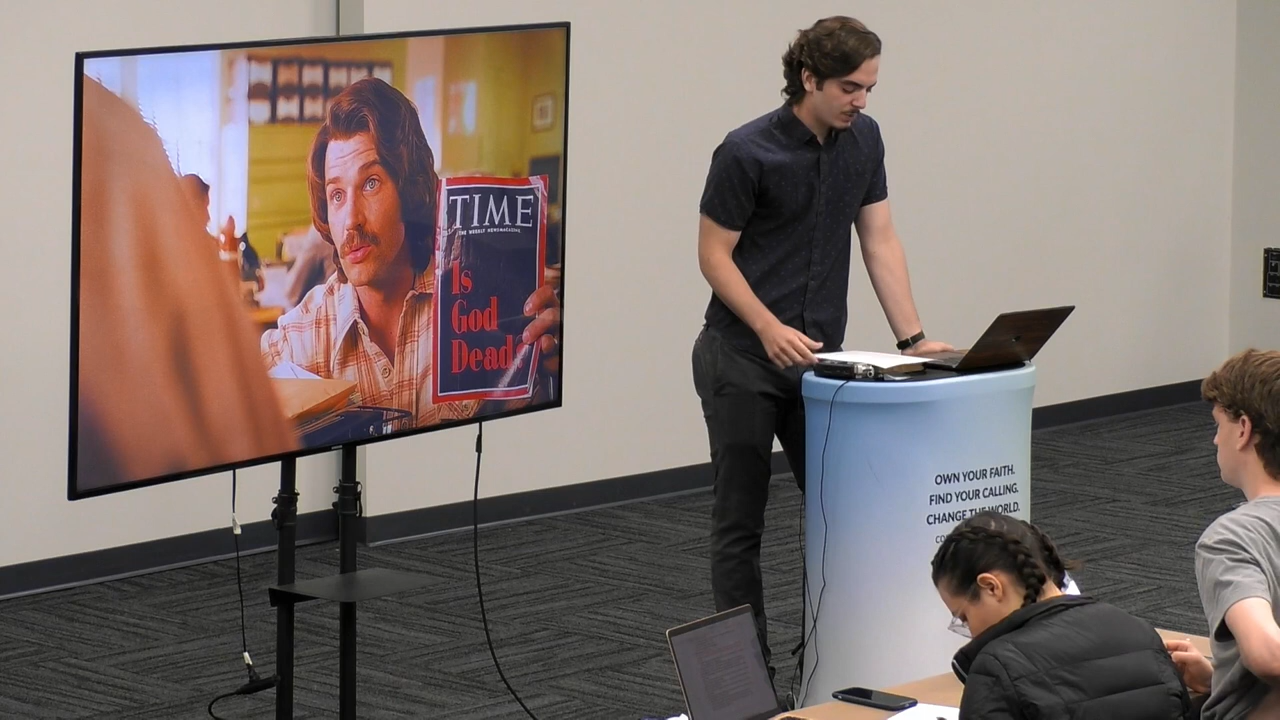 TIME
THE WEEKLY NEWSMAGAZINE
Is
God
Dead
OWN YOUR FAITH.
FIND YOUR CALLING.
CHANGE THE WORLD.